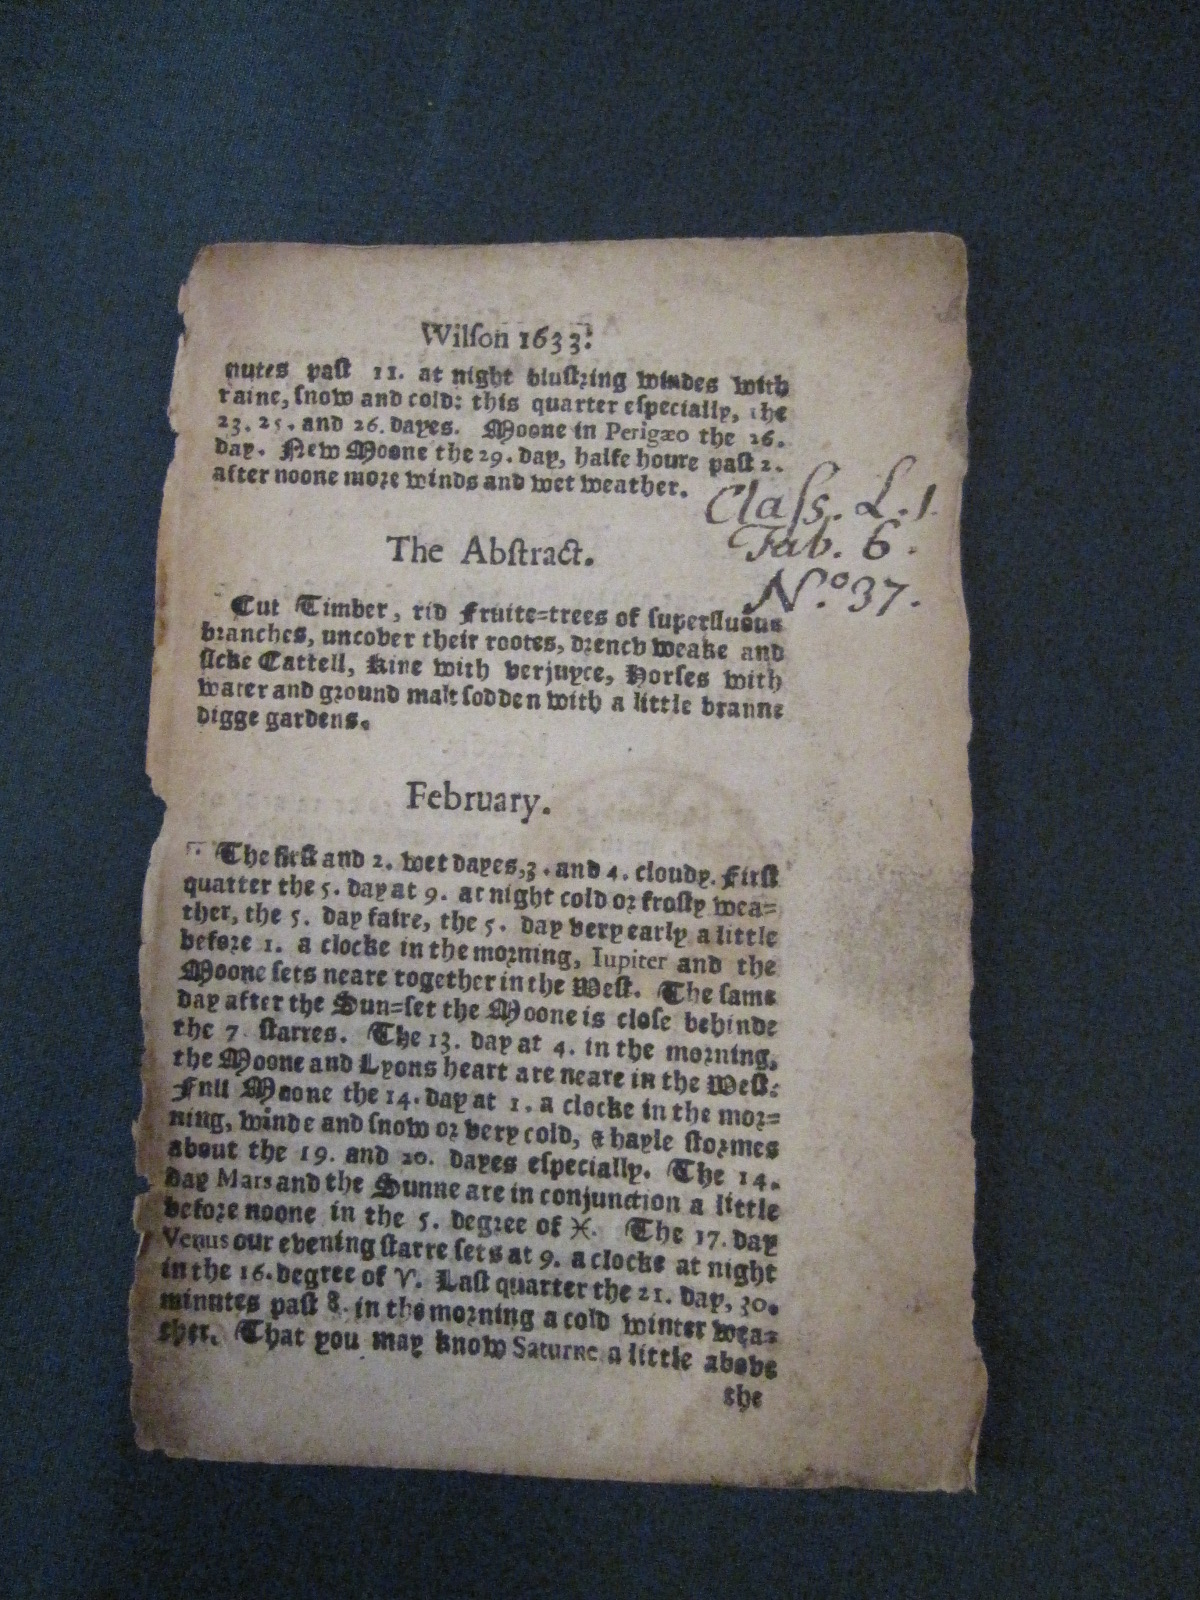 Wilſon 1633.
nutes paſt 11. at night bluſtring windes with
raine, ſnow and cold: this quarter eſpecially, the
23. 25. and 26. dayes. Moone in Perigæo the 26.
day. New Moone the 29. day, halfe houre paſt 2.
after noone more winds and wet weather.
Claſs. L.1.
Tab. 6.
N.º 37.
The Abſtract.
Cut Timber, rid Fruite=trees of ſuperfluous
branches, uncover their rootes, drench weake and
ſicke Cattell, Kine with verjuyce, Horſes with
water and ground malt ſodden with a little branne
digge gardens.
February.
The firſt and 2. wet dayes, 3. and 4. cloudy. Firſt
quarter the 5. day at 9. at night cold or froſty wea=
ther, the 5. day faire, the 5. day very early a little
before 1. a clocke in the morning, Iupiter and the
Moone ſets neare together in the Weſt. The ſame
day after the Sun=ſet the Moone is cloſe behinde
the 7 ſtarres. The 13. day at 4. in the morning,
the Moone and Lyons heart are neare in the Weſt:
Full Moone the 14. day at 1. a clocke in the mor=
ning, winde and ſnow or very cold, & hayle ſtormes
about the 19. and 20. dayes eſpecially. The 14.
day Mars and the Sunne are in conjunction a little
before noone in the 5. degree of ♓. The 17. day
Venus our evening ſtarre ſets at 9. a clocke at night
in the 16. degree of ♈. Laſt quarter the 21. day, 30.
minutes paſt 8. in the morning a cold winter wea=
ther. That you may know Saturne a little above
the